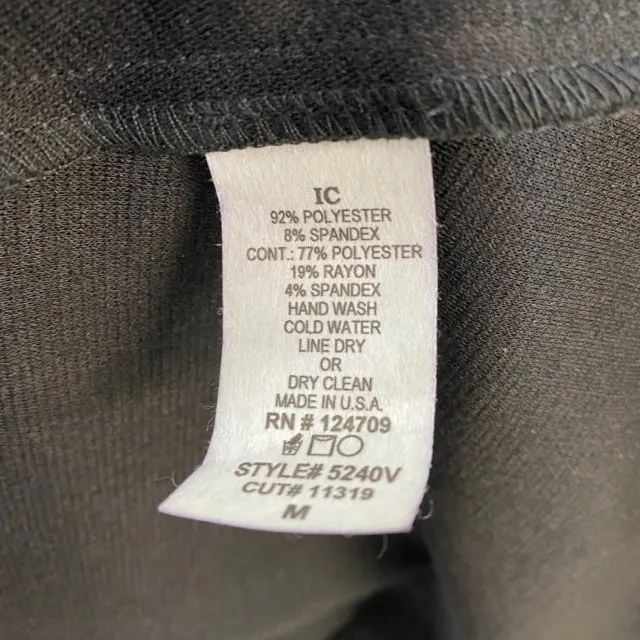 IC
92% POLYESTER
8% SPANDEX
CONT.: 77% POLYESTER
19% RAYON
4% SPANDEX
HAND WASH
COLD WATER
LINE DRY
OR
DRY CLEAN
MADE IN U.S.A.
RN # 124709
STYLE# 5240V
CUT# 11319
M